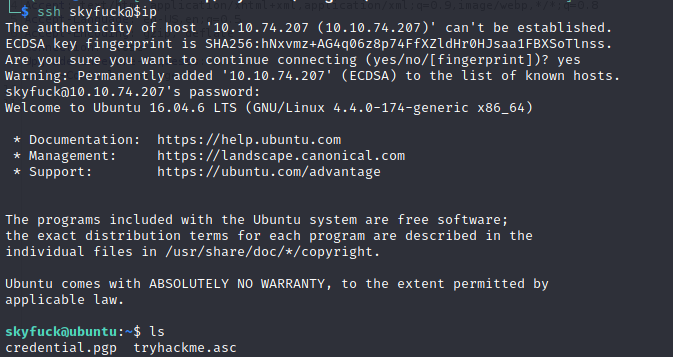 └─$ ssh skyfuck@$ip
The authenticity of host '10.10.74.207 (10.10.74.207)' can't be established.
ECDSA key fingerprint is SHA256:hNxvmz+AG4q06z8p74FfXZldHr0HJsaa1FBXSoTlnss.
Are you sure you want to continue connecting (yes/no/[fingerprint])? yes
Warning: Permanently added '10.10.74.207' (ECDSA) to the list of known hosts.
skyfuck@10.10.74.207's password:
Welcome to Ubuntu 16.04.6 LTS (GNU/Linux 4.4.0-174-generic x86_64)
* Documentation: https://help.ubuntu.com
* Management: https://landscape.canonical.com
* Support: https://ubuntu.com/advantage
The programs included with the Ubuntu system are free software;
the exact distribution terms for each program are described in the
individual files in /usr/share/doc/*/copyright.
Ubuntu comes with ABSOLUTELY NO WARRANTY, to the extent permitted by
applicable law.
skyfuck@ubuntu:~$ ls
credential.pgp tryhackme.asc